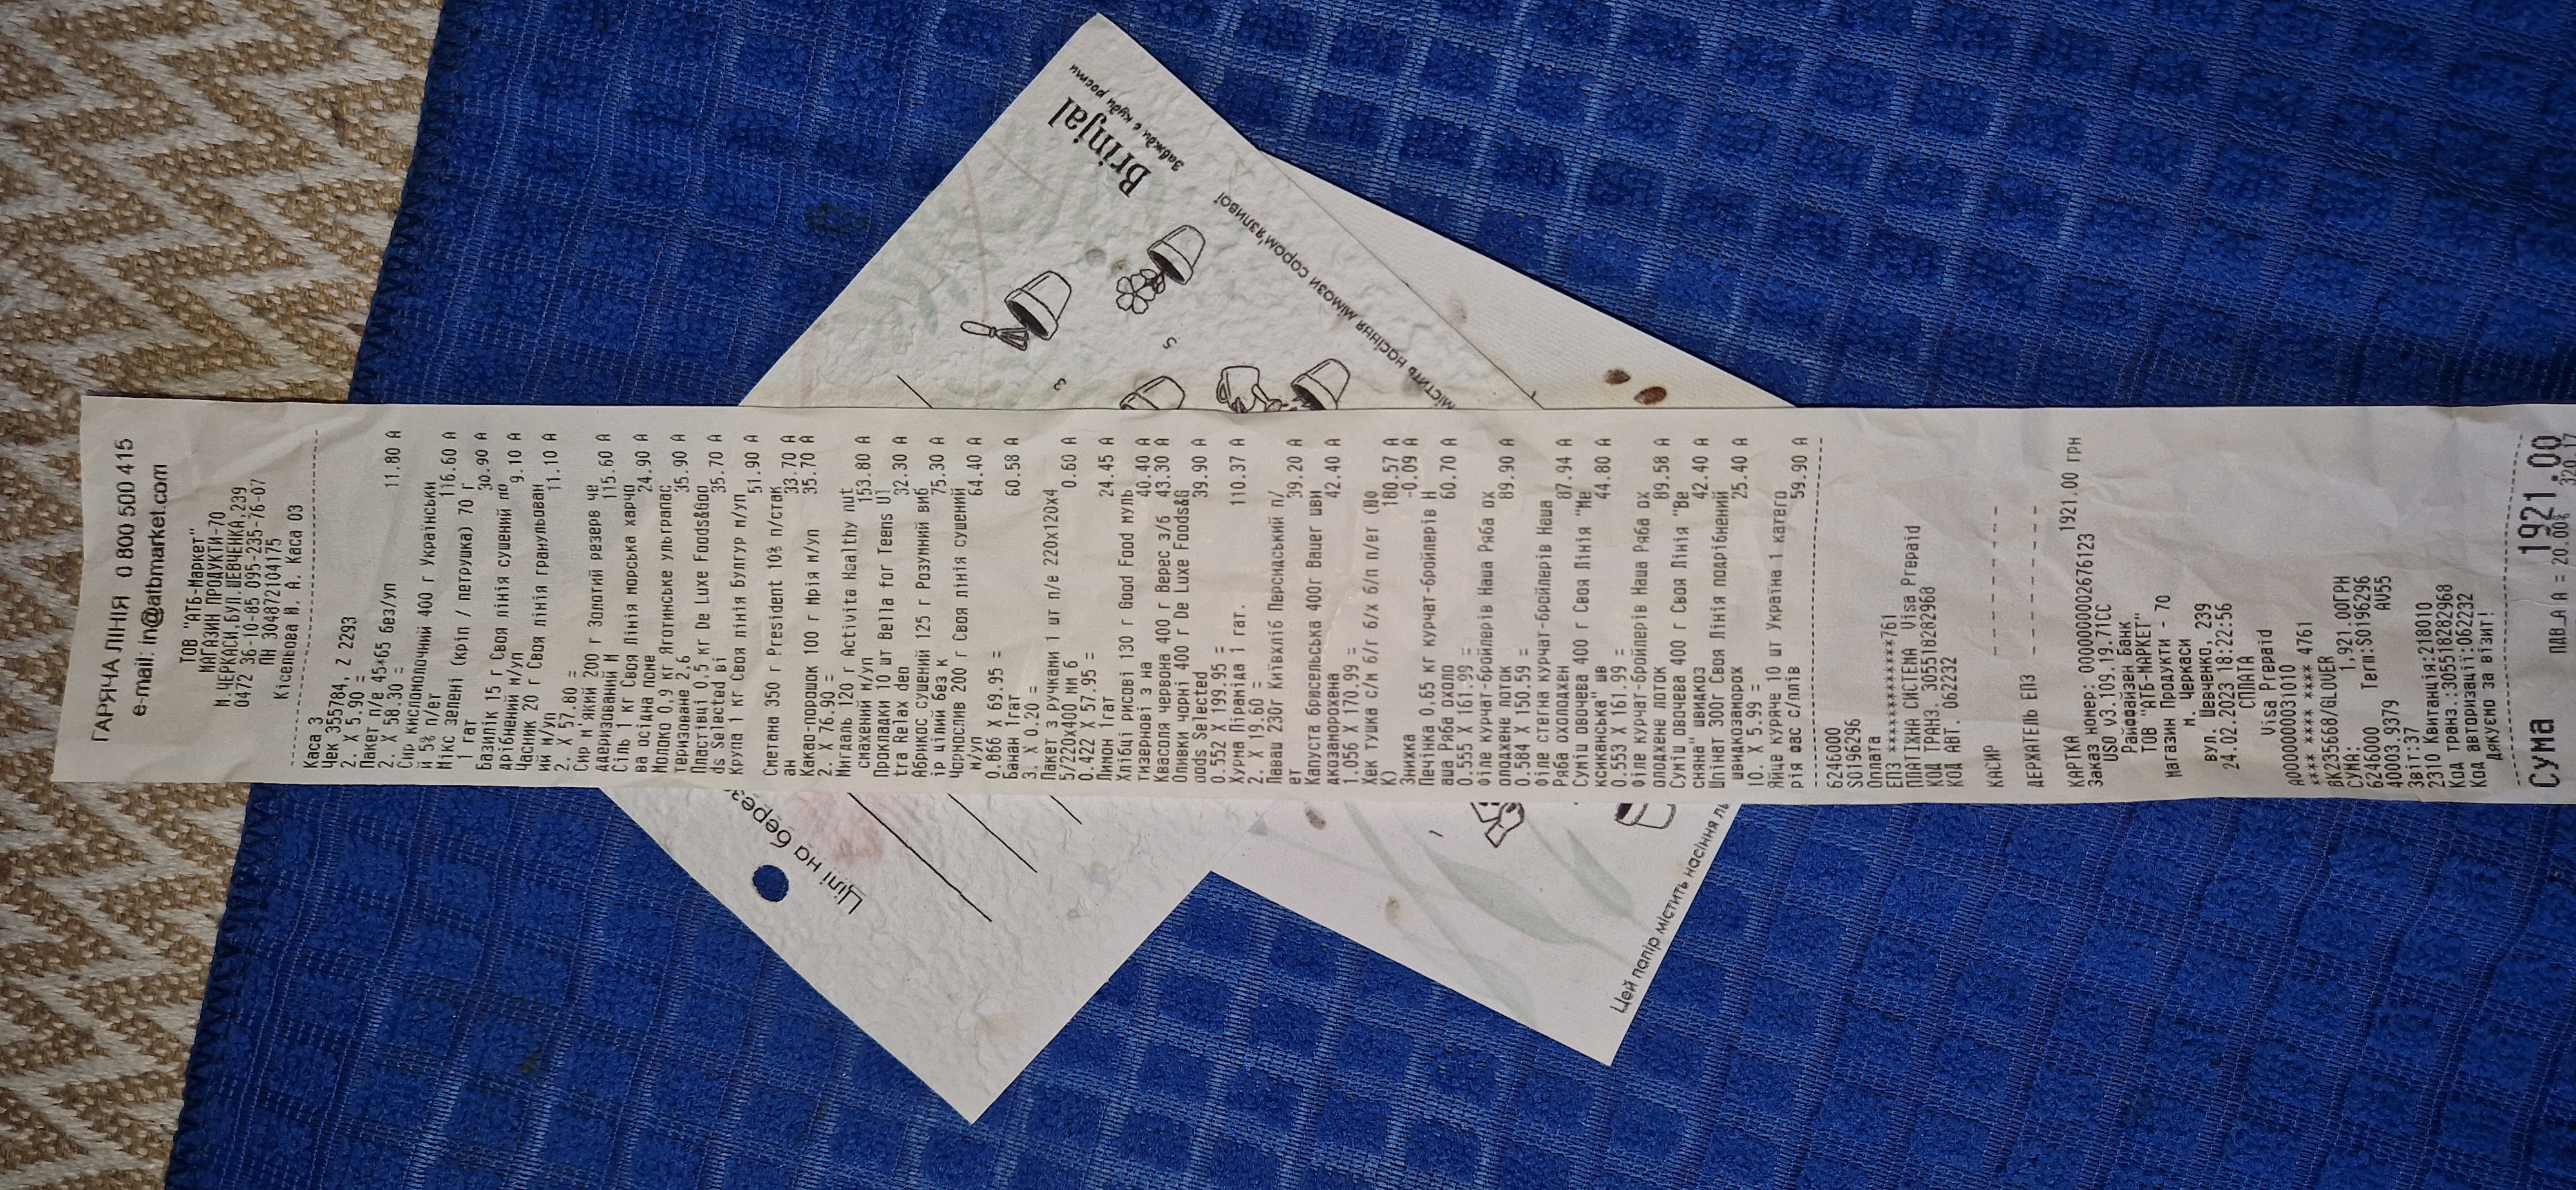 ГАРЯЧА ЛІНІЯ 0 800 500 415
e-mail: in@atbmarket.com
ТОВ "АТБ-Маркет"
МАГАЗИН ПРОДУКТИ-70
М.ЧЕРКАСИ,БУЛ.ШЕВЧЕНКА,239
0472 36-10-85 095-235-76-07
ПН 304872104175
Кісельова І. А. Каса 03
Каса 3
Чек 355784, Z 2293
2. X 5.90 =
Пакет п/е 45*65 без/уп 11.80 А
2. X 58.30 =
Сир кисломолочний 400 г Українськи
й 5% п/ет 116.60 А
Мікс зелені (кріп / петрушка) 70 г
1 гат 30.90 А
Базилік 15 г Своя лінія сушений по
дрібнений м/уп 9.10 А
Часник 20 г Своя лінія гранульован
ий м/уп 11.10 А
2. X 57.80 =
Сир м'який 200 г Золотий резерв че
ддеризований М 115.60 А
Сіль 1 кг Своя Лінія морська харчо
ва осідна поме 24.90 А
Молоко 0,9 кг Яготинське ультрапас
теризоване 2,6 35.90 А
Пластівці 0,5 кг De Luxe Foods&Goo
ds Selected ві 35.70 А
Крупа 1 кг Своя лінія Булгур м/уп
51.90 А
Сметана 350 г President 10% п/стак
ан 33.70 А
Какао-порошок 100 г Мрія м/уп 35.70 А
2. X 76.90 =
Мигдаль 120 г Activita Healthy nut
смажений м/уп 153.80 А
Прокладки 10 шт Bella for Teens Ul
tra Relax deo 32.30 А
Абрикос сушений 125 г Розумний виб
ір цілий без к 75.30 А
Чорнослив 200 г Своя лінія сушений
м/уп 64.40 А
0.866 X 69.95 =
Банан 1гат 60.58 А
3. X 0.20 =
Пакет з ручками 1 шт п/е 220х120х4
5/220х400 мм б 0.60 А
0.422 X 57.95 =
Лимон 1гат 24.45 А
Хлібці рисові 130 г Good Food муль
тизернові з на 40.40 А
Квасоля червона 400 г Верес 3/6 43.30 А
Оливки чорні 400 г De Luxe Foods&G
oods Selected 39.90 А
0.552 X 199.95 =
Хурма Піраміда 1 гат. 110.37 А
2. X 19.60 =
Лаваш 230г Київхліб Персидський п/
ет 39.20 А
Капуста брюсельська 400г Bauer шви
дкозаморожена 42.40 А
1.056 X 170.99 =
Хек тушка с/м б/г б/х б/п п/ет (що
К) 180.57 А
Знижка -0.09 А
Печінка 0,65 кг курчат-бройлерів Н
аша Ряба охоло 60.70 А
0.555 X 161.99 =
Філе курчат-бройлерів Наша Ряба ох
олоджене лоток 89.90 А
0.584 X 150.59 =
Філе стегна курчат-бройлерів Наша
Ряба охолоджен 87.94 А
Суміш овочева 400 г Своя Лінія "Ме
ксиканська" шв 44.80 А
0.553 X 161.99 =
Філе курчат-бройлерів Наша Ряба ох
олоджене лоток 89.58 А
Суміш овочева 400 г Своя Лінія "Ве
сняна" швидкоз 42.40 А
Шпінат 300г Своя Лінія подрібнений
швидкозаморож 25.40 А
10. X 5.99 =
Яйце куряче 10 шт Україна 1 катего
рія фас с/плів 59.90 А
6246000
S0196296
Оплата
ЕПЗ ************4761
ПЛАТІЖНА СИСТЕМА Visa Prepaid
КОД ТРАНЗ. 305518282968
КОД АВТ. 062232
КАСИР
ДЕРЖАТЕЛЬ ЕПЗ
КАРТКА 1921.00 ГРН
Заказ номер: 0000000002676123
USO v3.109.19.71CC
Райффайзен Банк
ТОВ "АТБ-МАРКЕТ"
Магазин Продукти - 70
м. Черкаси
вул. Шевченко, 239
24.02.2023 18:22:56
СПЛАТА
Visa Prepaid
A0000000031010
**** **** **** 4761
BK235668/GLOVER
СУМА: 1,921.00ГРН
6246000 Term:S0196296
40003 9379 AU55
ЗВІТ:37
2310 Квитанція:218010
Код транз.:305518282968
Код авторизації:062232
Дякуємо за візит!
Сума 1921.00
ПДВ А А = 20.00% 320.17
Brinjal
завжди є куди рости
містить насіння мімози сором'язливої
3
5
Цілі на берез
Цей папір містить насіння